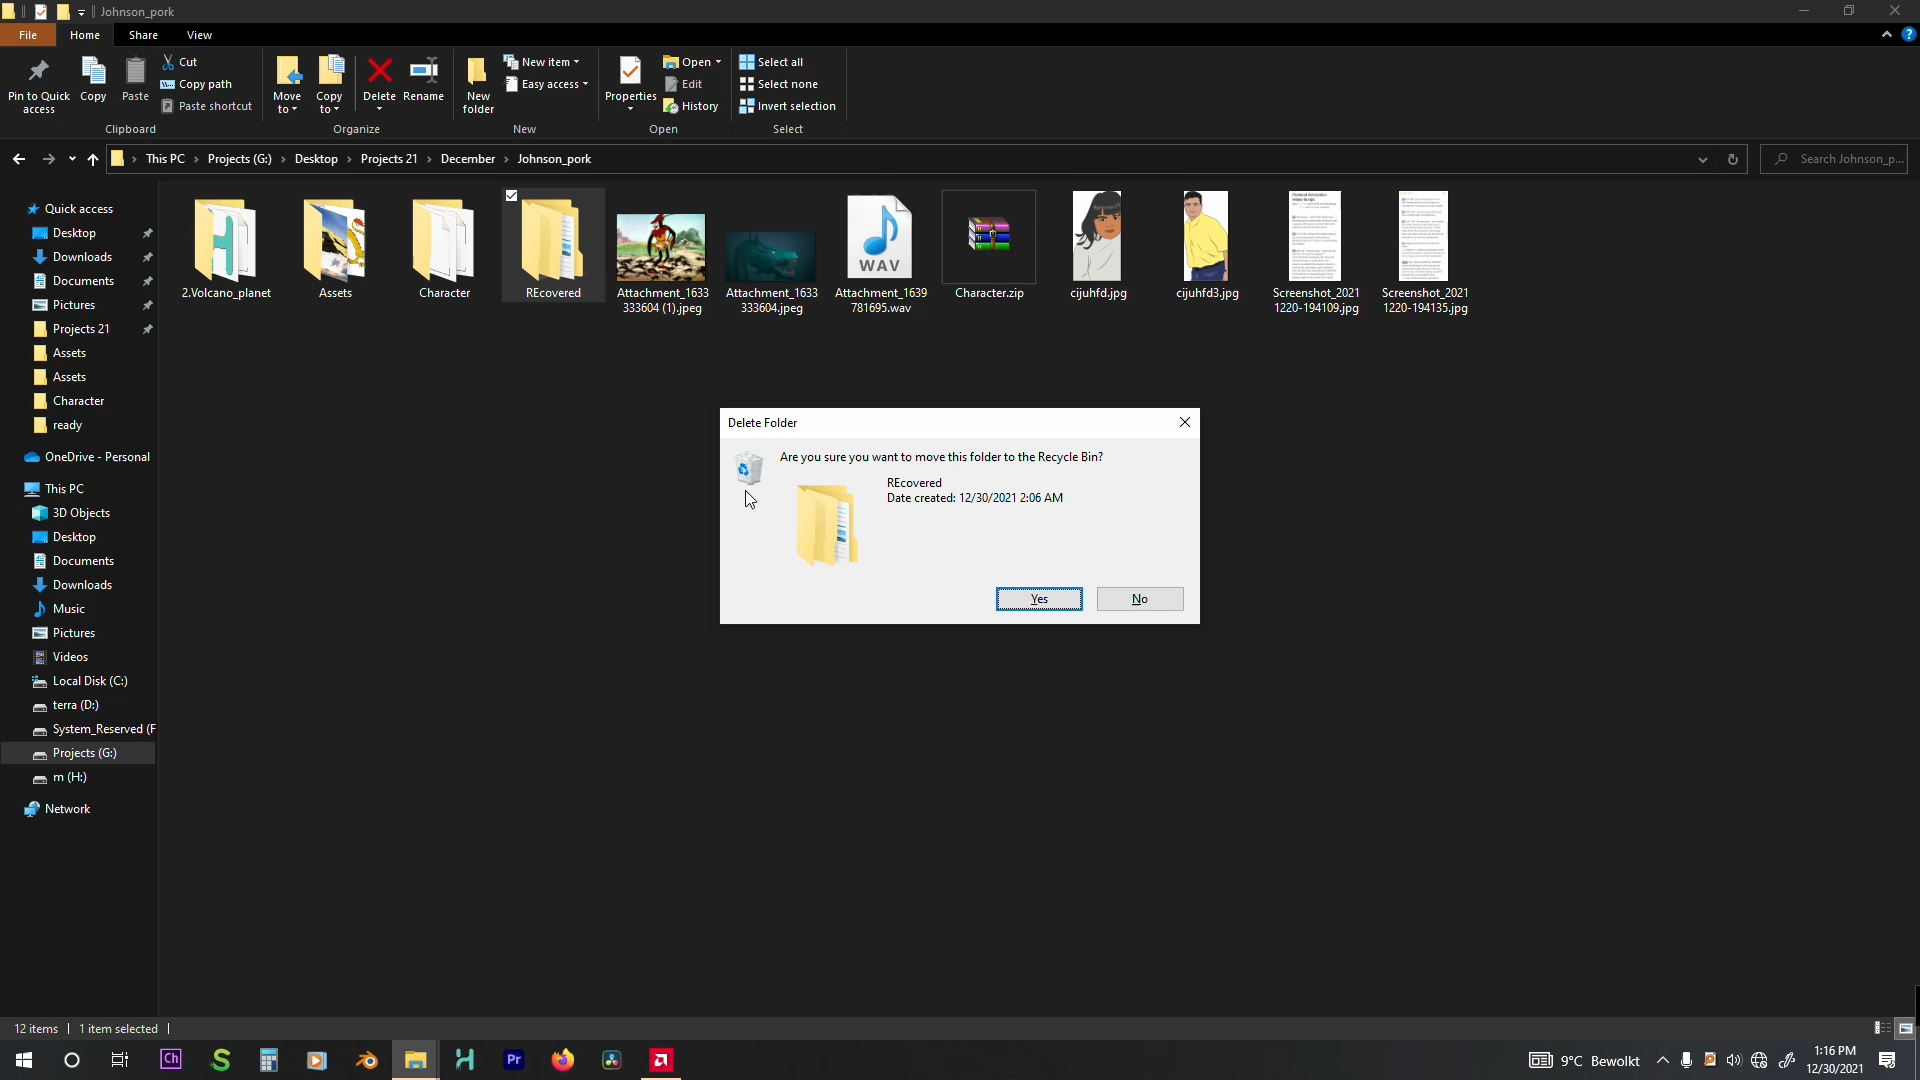 Johnson_pork
File
Home
Share
View
Pin to Quick
access
Copy
Paste
Cut
Copy path
Paste shortcut
Clipboard
Move
to
Copy
to
Delete
Rename
Organize
New
folder
New item
Easy access
New
Properties
Open
Edit
History
Open
Select all
Select none
Invert selection
Select
This PC
Projects (G:)
Desktop
Projects 21
December
Johnson_pork
Search Johnson_p...
Quick access
Desktop
Downloads
Documents
Pictures
Projects 21
Assets
Assets
Character
ready
OneDrive - Personal
This PC
3D Objects
Desktop
Documents
Downloads
Music
Pictures
Videos
Local Disk (C:)
terra (D:)
System_Reserved (F
Projects (G:)
m (H:)
Network
2.Volcano_planet
Assets
Character
REcovered
Attachment_1633
333604 (1).jpeg
Attachment_1633
333604.jpeg
WAV
Attachment_1639
781695.wav
Character.zip
cijuhfd.jpg
cijuhfd3.jpg
Screenshot_2021
1220-194109.jpg
Screenshot_2021
1220-194135.jpg
Delete Folder
Are you sure you want to move this folder to the Recycle Bin?
REcovered
Date created: 12/30/2021 2:06 AM
Yes
No
12 items
1 item selected
Ch
Pr
9°C Bewolkt
1:16 PM
12/30/2021